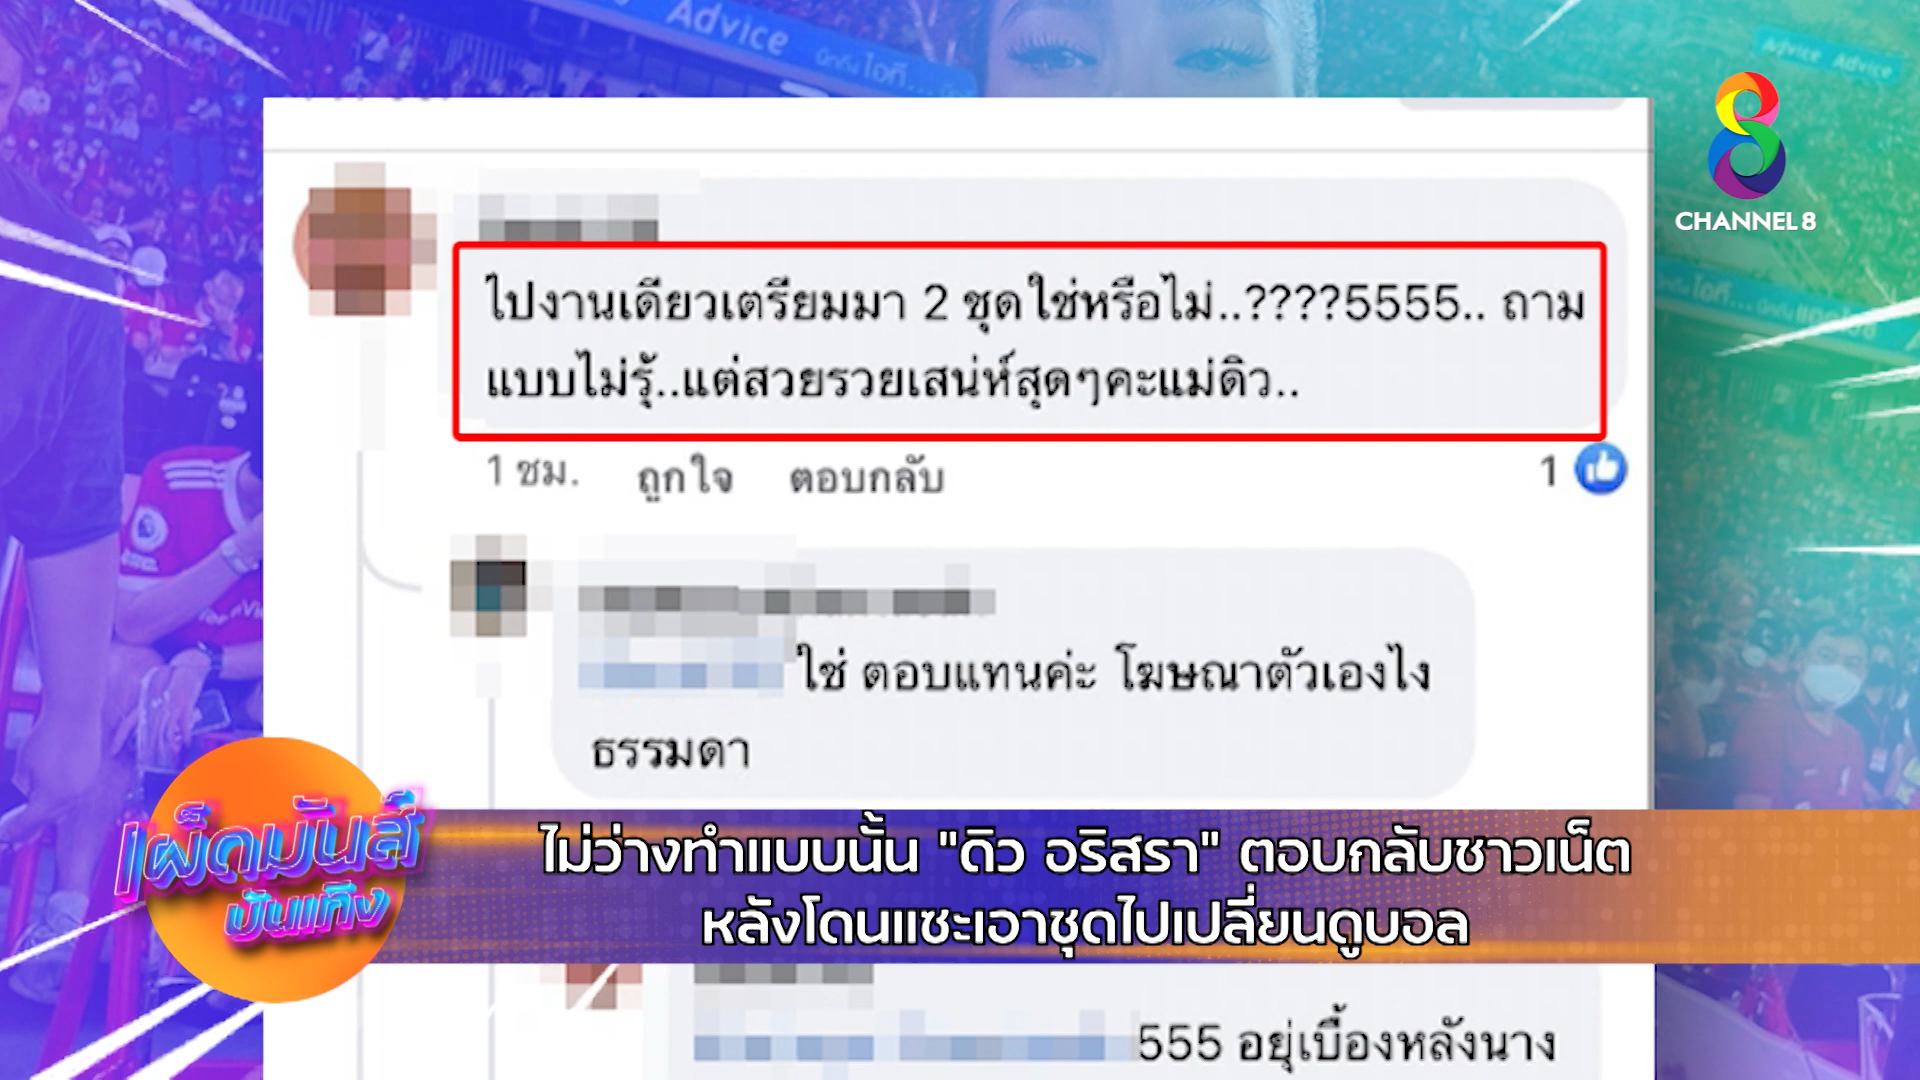 Advice
Advice Advice
CHANNEL 8
ไปงานเดียวเตรียมมา 2 ชุดใช่หรือไม่..????5555.. ถาม
แบบไม่รู้..แต่สวยรวยเสน่ห์สุดๆคะแม่ดิว..
1 ชม. ถูกใจ ตอบกลับ
1
ใช่ ตอบแทนค่ะ โฆษณาตัวเองไง
ธรรมดา
เผ็ดมันส์
บันเทิง
ไม่ว่างทำแบบนั้น "ดิว อริสรา" ตอบกลับชาวเน็ต
หลังโดนแซะเอาชุดไปเปลี่ยนดูบอล
555 อยุ่เบื้องหลังนาง